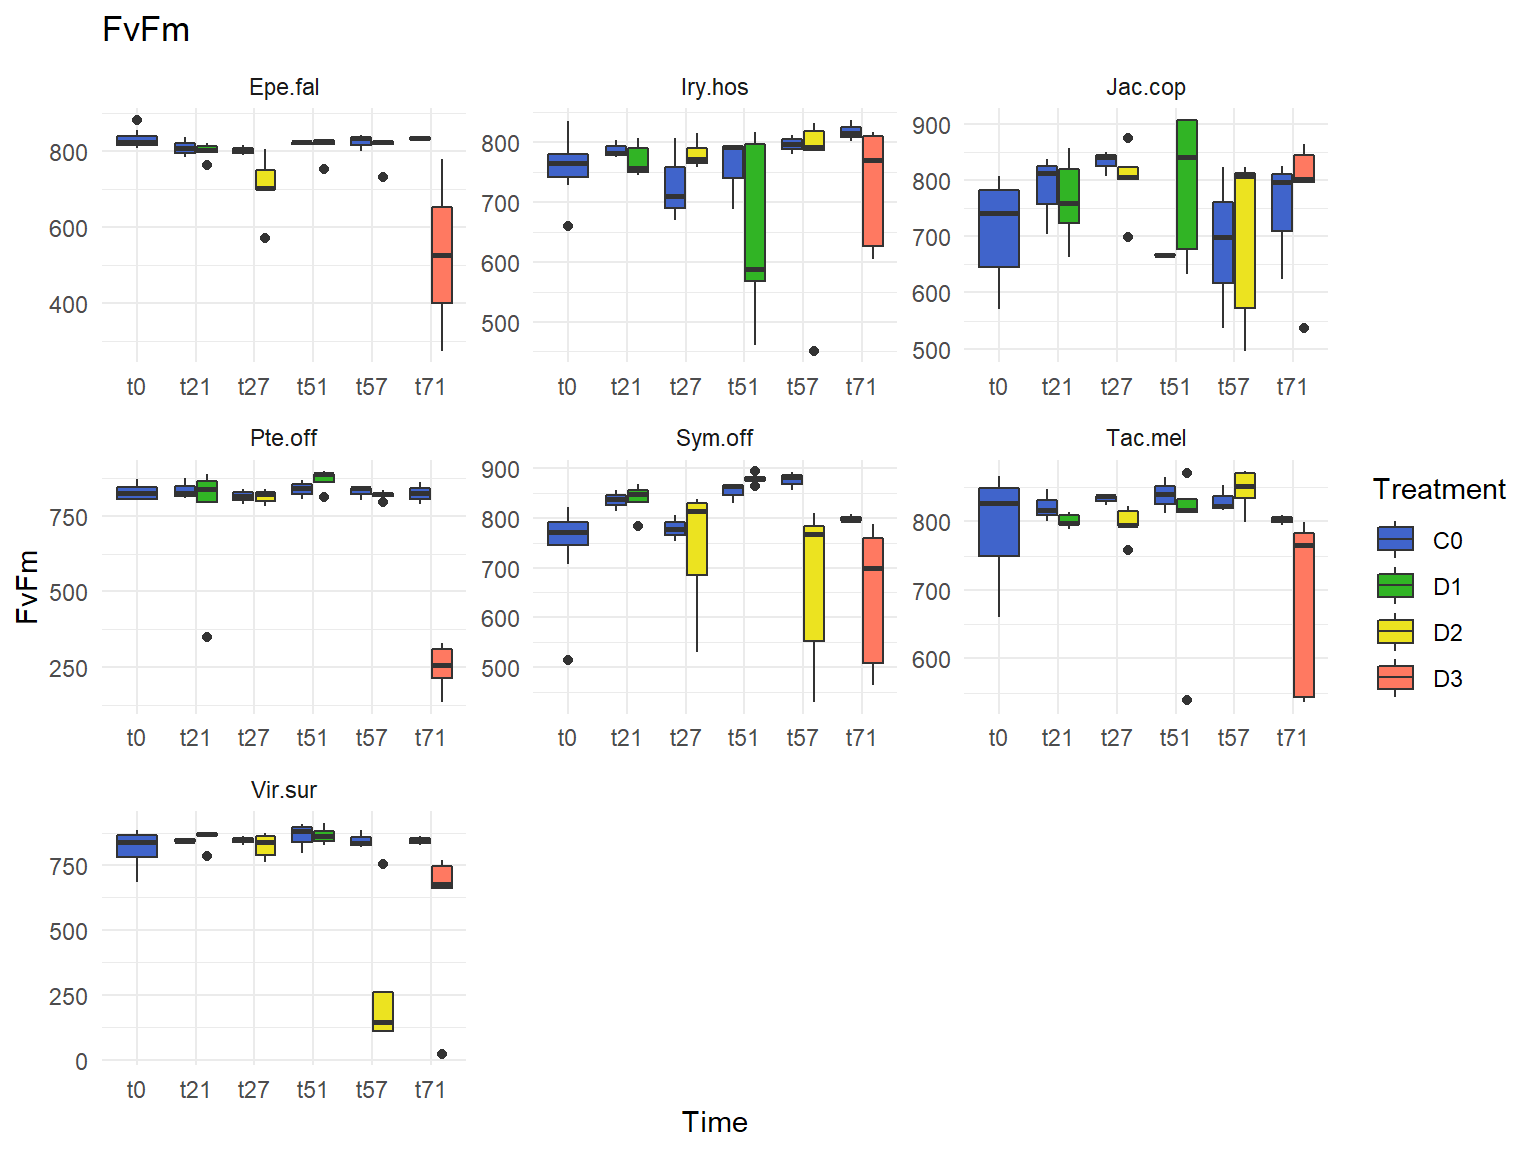 FvFm
Epe.fal Iry.hos Jac.cop
800
600
400
800
700
600
500
900
800
700
600
500
t0 t21 t27 t51 t57 t71 t0 t21 t27 t51 t57 t71 t0 t21 t27 t51 t57 t71
Pte.off Sym.off Tac.mel
750
500
250
900
800
700
600
500
800
700
600
t0 t21 t27 t51 t57 t71 t0 t21 t27 t51 t57 t71 t0 t21 t27 t51 t57 t71
Vir.sur
750
500
250
0
t0 t21 t27 t51 t57 t71
FvFm
Time
Treatment
C0
D1
D2
D3